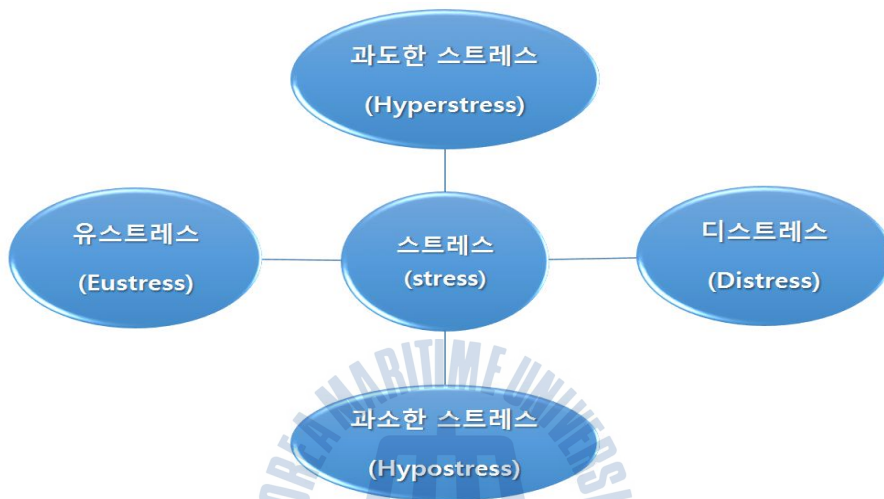 과도한 스트레스
(Hyperstress)
유스트레스
(Eustress)
스트레스
(stress)
디스트레스
(Distress)
과소한 스트레스
(Hypostress)